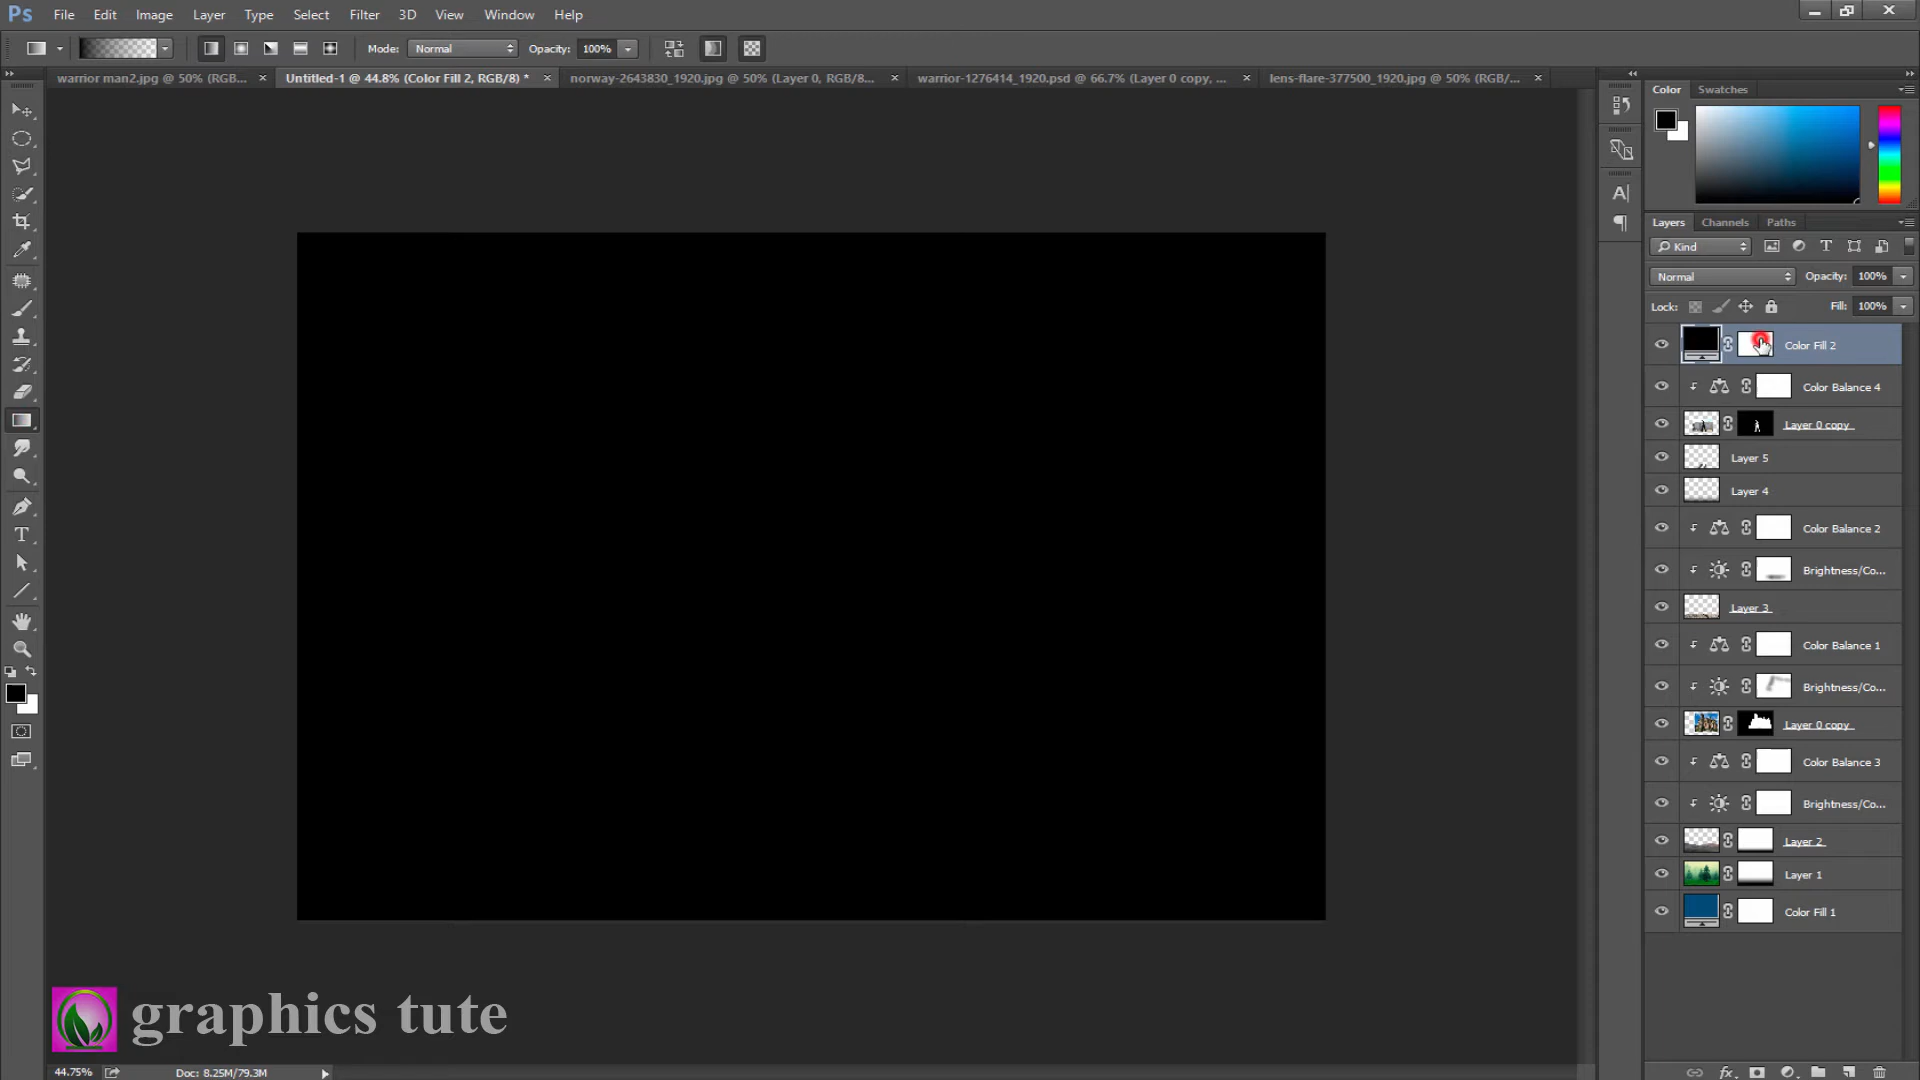 Ps File Edit Image Layer Type Select Filter 3D View Window Help
Mode: Normal Opacity: 100%
warrior man2.jpg @ 50% (RGB... Untitled-1 @ 44.8% (Color Fill 2, RGB/8) * norway-2643830_1920.jpg @ 50% (Layer 0, RGB/8... warrior-1276414_1920.psd @ 66.7% (Layer 0 copy, ... lens-flare-377500_1920.jpg @ 50% (RGB/...
Color Swatches
Layers Channels Paths
Kind
Normal Opacity: 100%
Lock: Fill: 100%
Color Fill 2
Color Balance 4
Layer 0 copy
Layer 5
Layer 4
Color Balance 2
Brightness/Co...
Layer 3
Color Balance 1
Brightness/Co...
Layer 0 copy
Color Balance 3
Brightness/Co...
Layer 2
Layer 1
Color Fill 1
graphics tute
44.75% Doc: 8.25M/79.3M